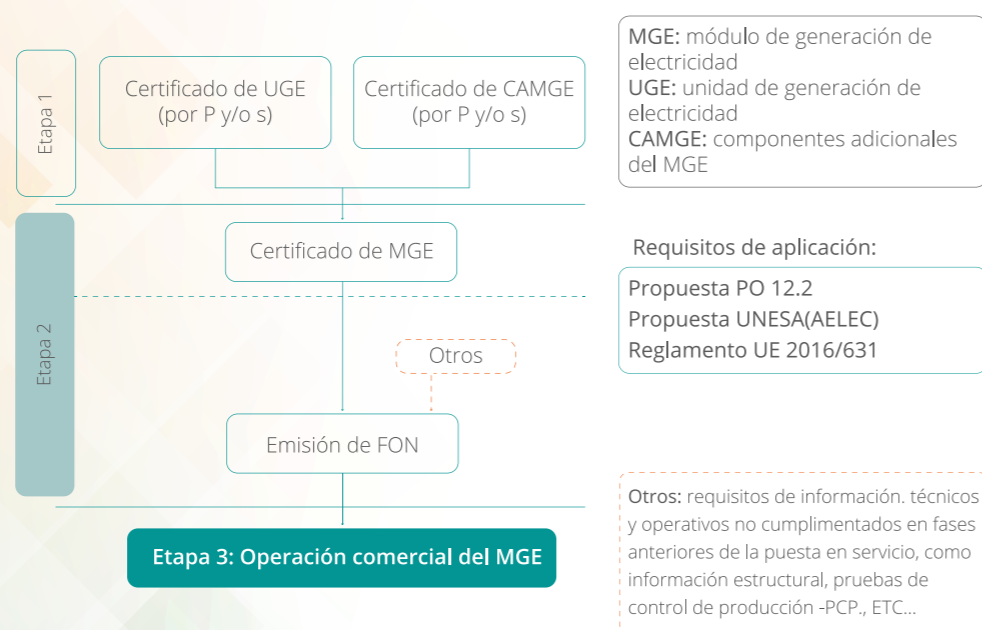 Etapa 1
Certificado de UGE
(por P y/o s)
Certificado de CAMGE
(por P y/o s)
MGE: módulo de generación de
electricidad
UGE: unidad de generación de
electricidad
CAMGE: componentes adicionales
del MGE
Etapa 2
Certificado de MGE
Requisitos de aplicación:
Propuesta PO 12.2
Propuesta UNESA(AELEC)
Reglamento UE 2016/631
Otros
Emisión de FON
Etapa 3: Operación comercial del MGE
Otros: requisitos de información. técnicos
y operativos no cumplimentados en fases
anteriores de la puesta en servicio, como
información estructural, pruebas de
control de producción -PCP., ETC...